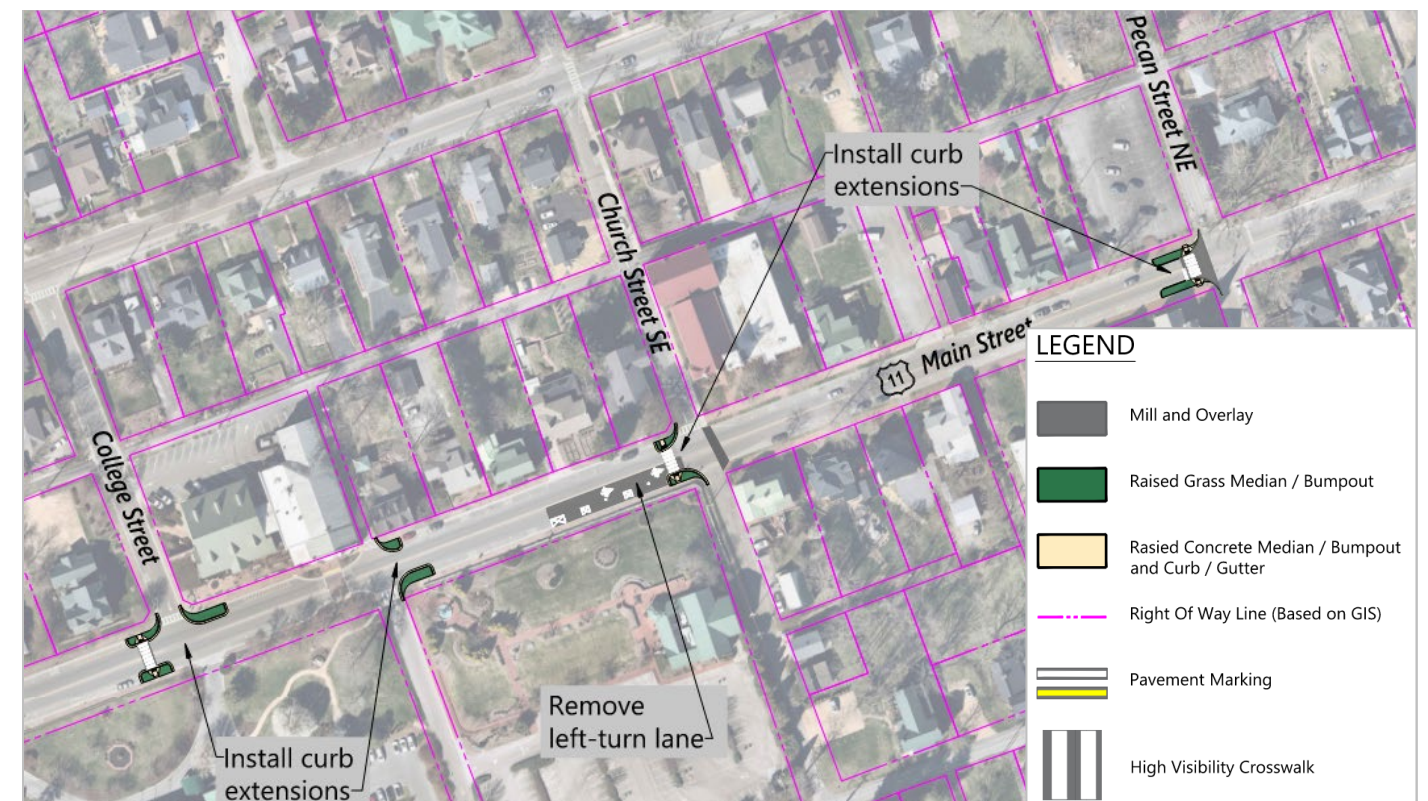 Pecan Street NE
Install curb
extensions
Church Street SE
11
Main Street
College Street
Remove
left-turn lane
Install curb
extensions
LEGEND
Mill and Overlay
Raised Grass Median / Bumpout
Rasied Concrete Median / Bumpout
and Curb / Gutter
Right Of Way Line (Based on GIS)
Pavement Marking
High Visibility Crosswalk